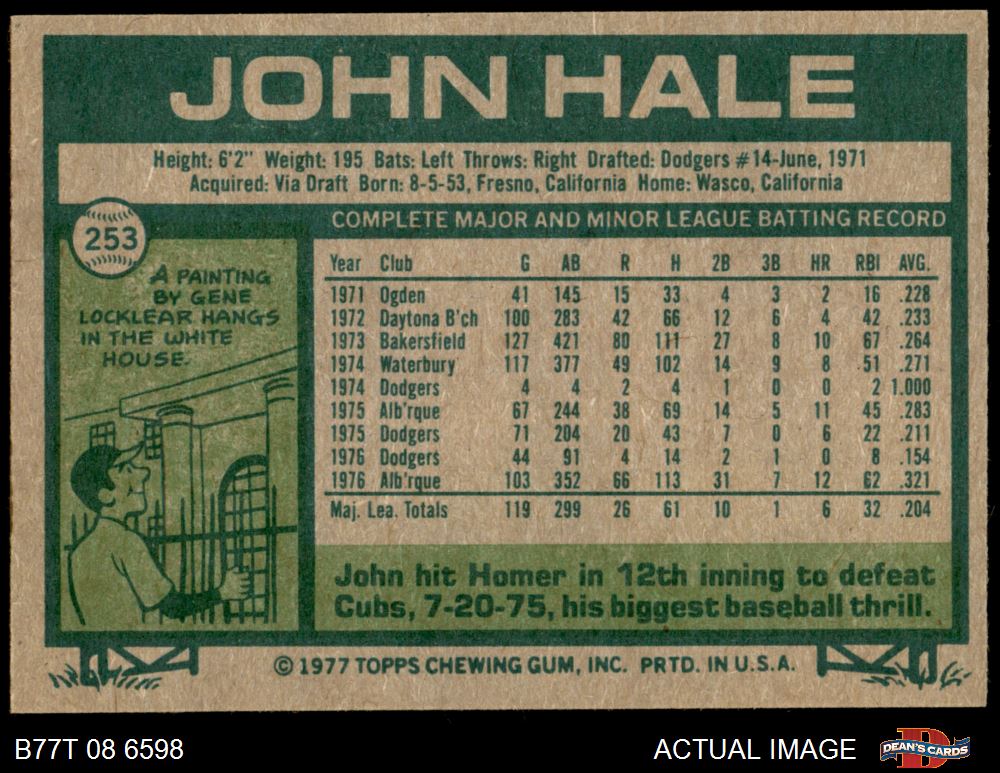 JOHN HALE
Height: 6'2" Weight: 195 Bats: Left Throws: Right Drafted: Dodgers #14-June, 1971
Acquired: Via Draft Born: 8-5-53, Fresno, California Home: Wasco, California
253
A PAINTING
BY GENE
LOCKLEAR HANGS
IN THE WHITE
HOUSE.
COMPLETE MAJOR AND MINOR LEAGUE BATTING RECORD
Year Club G AB R H 2B 3B HR RBI AVG.
1971 Ogden 41 145 15 33 4 3 2 16 .228
1972 Daytona B'ch 100 283 42 66 12 6 4 42 .233
1973 Bakersfield 127 421 80 111 27 8 10 67 .264
1974 Waterbury 117 377 49 102 14 9 8 51 .271
1974 Dodgers 4 4 2 4 1 0 0 2 1.000
1975 Alb'rque 67 244 38 69 14 5 11 45 .283
1975 Dodgers 71 204 20 43 7 0 6 22 .211
1976 Dodgers 44 91 4 14 2 1 0 8 .154
1976 Alb'rque 103 352 66 113 31 7 12 62 .321
Maj. Lea. Totals 119 299 26 61 10 1 6 32 .204
John hit Homer in 12th inning to defeat
Cubs, 7-20-75, his biggest baseball thrill.
© 1977 TOPPS CHEWING GUM, INC. PRTD. IN U.S.A.
B77T 08 6598
ACTUAL IMAGE
DEAN'S CARDS